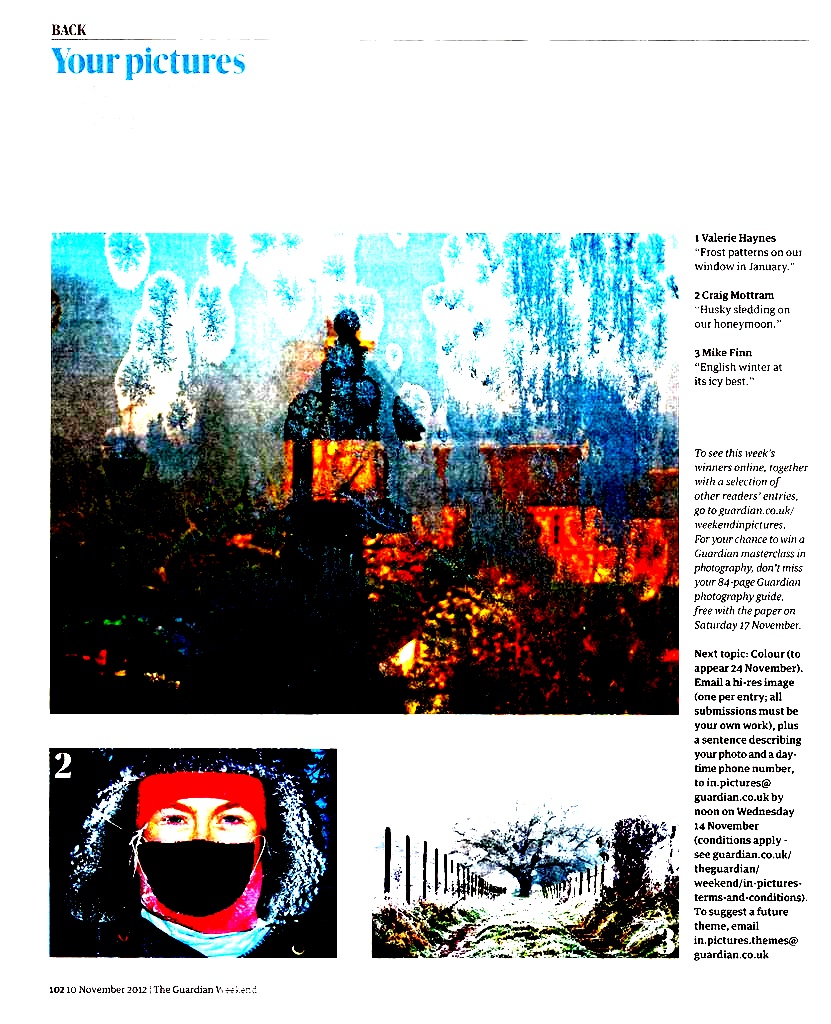 BACK
Your pictures
1 Valerie Haynes
“Frost patterns on our
window in January.”
2 Craig Mottram
“Husky sledding on
our honeymoon.”
3 Mike Finn
“English winter at
its icy best.”
To see this week's
winners online, together
with a selection of
other readers' entries,
go to guardian.co.uk/
weekendinpictures.
For your chance to win a
Guardian masterclass in
photography, don't miss
your 84-page Guardian
photography guide,
free with the paper on
Saturday 17 November.
Next topic: Colour (to
appear 24 November).
Email a hi-res image
(one per entry; all
submissions must be
your own work), plus
a sentence describing
your photo and a day-
time phone number,
to in.pictures@
guardian.co.uk by
noon on Wednesday
14 November
(conditions apply -
see guardian.co.uk/
theguardian/
weekend/in-pictures-
terms-and-conditions).
To suggest a future
theme, email
in.pictures.themes@
guardian.co.uk
2
3
102 10 November 2012 | The Guardian Weekend